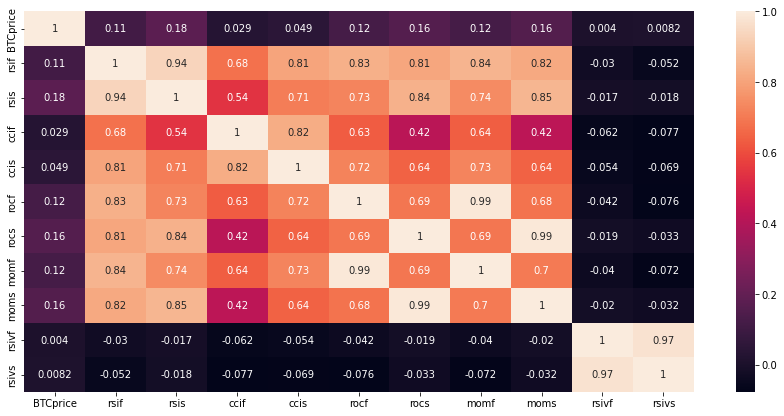 BTCprice 1 0.11 0.18 0.029 0.049 0.12 0.16 0.12 0.16 0.004 0.0082
rsif 0.11 1 0.94 0.68 0.81 0.83 0.81 0.84 0.82 -0.03 -0.052
rsis 0.18 0.94 1 0.54 0.71 0.73 0.84 0.74 0.85 -0.017 -0.018
ccif 0.029 0.68 0.54 1 0.82 0.63 0.42 0.64 0.42 -0.062 -0.077
ccis 0.049 0.81 0.71 0.82 1 0.72 0.64 0.73 0.64 -0.054 -0.069
rocf 0.12 0.83 0.73 0.63 0.72 1 0.69 0.99 0.68 -0.042 -0.076
rocs 0.16 0.81 0.84 0.42 0.64 0.69 1 0.69 0.99 -0.019 -0.033
momf 0.12 0.84 0.74 0.64 0.73 0.99 0.69 1 0.7 -0.04 -0.072
moms 0.16 0.82 0.85 0.42 0.64 0.68 0.99 0.7 1 -0.02 -0.032
rsivf 0.004 -0.03 -0.017 -0.062 -0.054 -0.042 -0.019 -0.04 -0.02 1 0.97
rsivs 0.0082 -0.052 -0.018 -0.077 -0.069 -0.076 -0.033 -0.072 -0.032 0.97 1
BTCprice rsif rsis ccif ccis rocf rocs momf moms rsivf rsivs
1.0
0.8
0.6
0.4
0.2
0.0